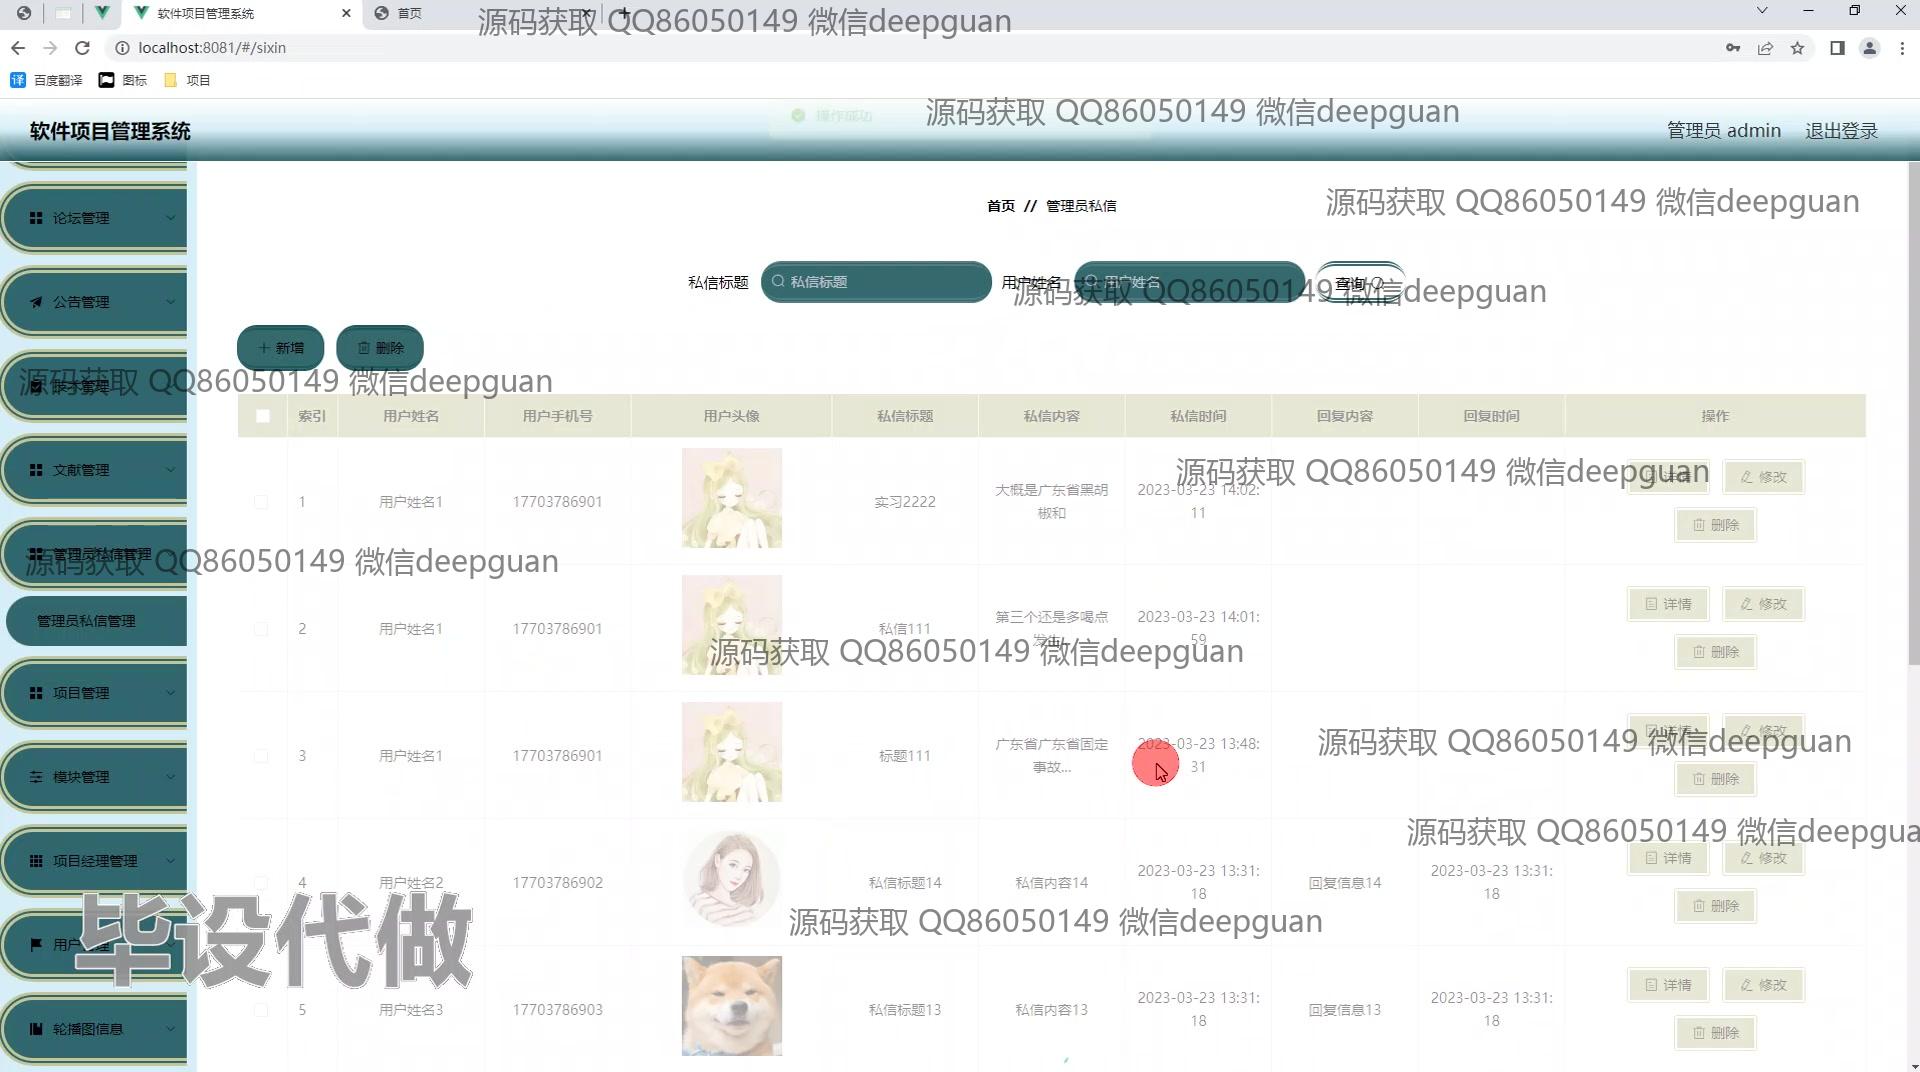 软件项目管理系统
首页
源码获取 QQ86050149 微信deepguan
localhost:8081/#/sixin
百度翻译
图标
项目
操作成功
源码获取 QQ86050149 微信deepguan
软件项目管理系统
管理员 admin
退出登录
论坛管理
首页 // 管理员私信
源码获取 QQ86050149 微信deepguan
公告管理
私信标题
私信标题
用户姓名
用户姓名
查询
源码获取 QQ86050149 微信deepguan
新增
删除
源码获取 QQ86050149 微信deepguan
索引 用户姓名 用户手机号 用户头像 私信标题 私信内容 私信时间 回复内容 回复时间 操作
文献管理
源码获取 QQ86050149 微信deepguan
1 用户姓名1 17703786901 实习2222
大概是广东省黑胡
椒和
2023-03-23 14:02:
11
详情
修改
删除
管理员私信管理
源码获取 QQ86050149 微信deepguan
管理员私信管理
2 用户姓名1 17703786901 私信111
第三个还是多喝点
2023-03-23 14:01:
59
详情
修改
删除
源码获取 QQ86050149 微信deepguan
项目管理
3 用户姓名1 17703786901 标题111
广东省广东省固定
事故...
2023-03-23 13:48:
31
详情
修改
删除
源码获取 QQ86050149 微信deepguan
模块管理
源码获取 QQ86050149 微信deepgua
项目经理管理
4 用户姓名2 17703786902 私信标题14 私信内容14
2023-03-23 13:31:
18
回复信息14
2023-03-23 13:31:
18
详情
修改
删除
源码获取 QQ86050149 微信deepguan
毕设代做
用户管理
5 用户姓名3 17703786903 私信标题13 私信内容13
2023-03-23 13:31:
18
回复信息13
2023-03-23 13:31:
18
详情
修改
删除
轮播图信息